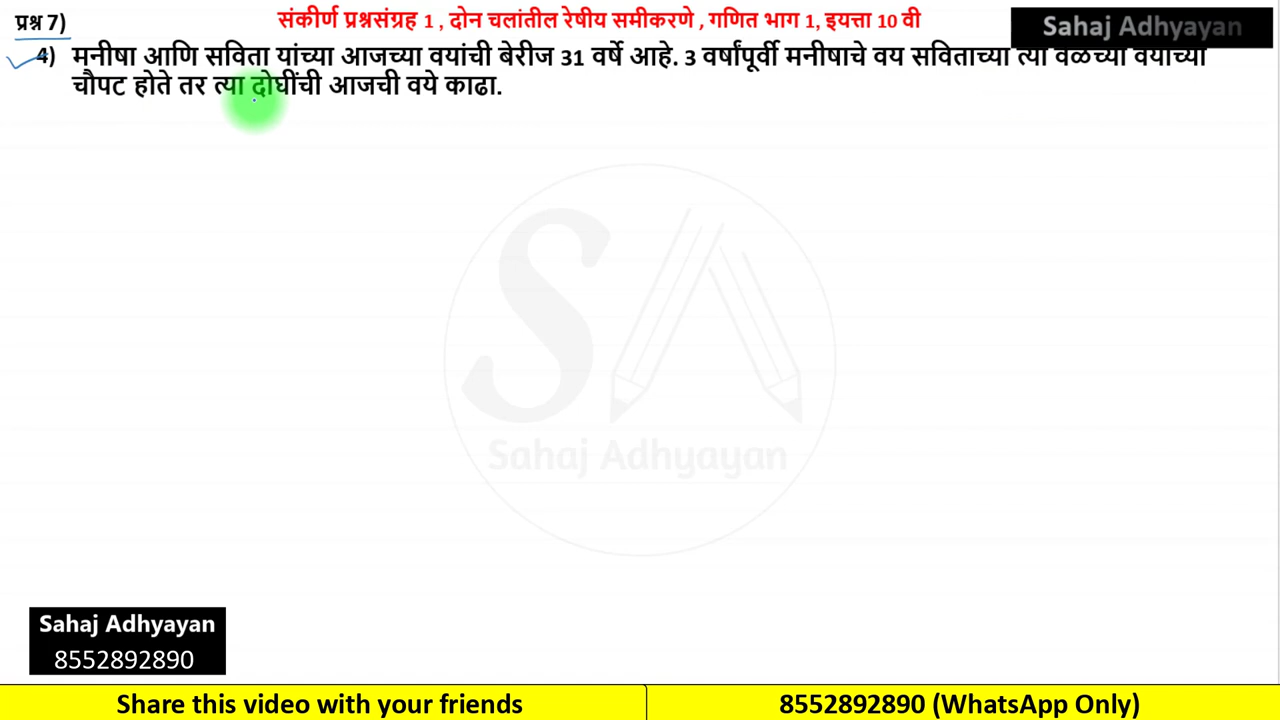 प्रश्न 7)
संकीर्ण प्रश्नसंग्रह 1 , दोन चलांतील रेषीय समीकरणे , गणित भाग 1, इयत्ता 10 वी
Sahaj Adhyayan
4) मनीषा आणि सविता यांच्या आजच्या वयांची बेरीज 31 वर्षे आहे. 3 वर्षांपूर्वी मनीषाचे वय सविताच्या त्या वेळच्या वयाच्या
चौपट होते तर त्या दोघींची आजची वये काढा.
SA
Sahaj Adhyayan
Sahaj Adhyayan
8552892890
Share this video with your friends
8552892890 (WhatsApp Only)